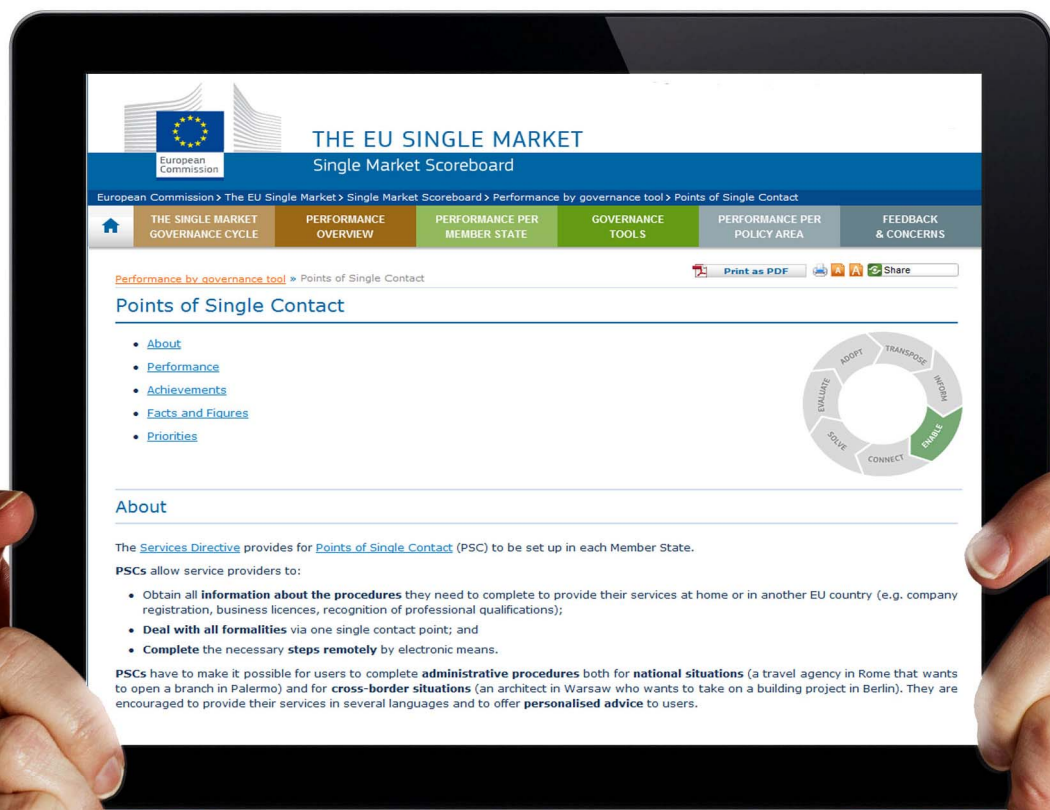 European
Commission
THE EU SINGLE MARKET
Single Market Scoreboard
European Commission > The EU Single Market > Single Market Scoreboard > Performance by governance tool > Points of Single Contact
THE SINGLE MARKET
GOVERNANCE CYCLE
PERFORMANCE
OVERVIEW
PERFORMANCE PER
MEMBER STATE
GOVERNANCE
TOOLS
PERFORMANCE PER
POLICY AREA
FEEDBACK
& CONCERNS
Performance by governance tool » Points of Single Contact
Print as PDF
A
A
Share
Points of Single Contact
• About
• Performance
• Achievements
• Facts and Figures
• Priorities
ADOPT
TRANSPOSE
INFORM
ENABLE
CONNECT
SOLVE
EVALUATE
About
The Services Directive provides for Points of Single Contact (PSC) to be set up in each Member State.
PSCs allow service providers to:
• Obtain all information about the procedures they need to complete to provide their services at home or in another EU country (e.g. company
registration, business licences, recognition of professional qualifications);
• Deal with all formalities via one single contact point; and
• Complete the necessary steps remotely by electronic means.
PSCs have to make it possible for users to complete administrative procedures both for national situations (a travel agency in Rome that wants
to open a branch in Palermo) and for cross-border situations (an architect in Warsaw who wants to take on a building project in Berlin). They are
encouraged to provide their services in several languages and to offer personalised advice to users.